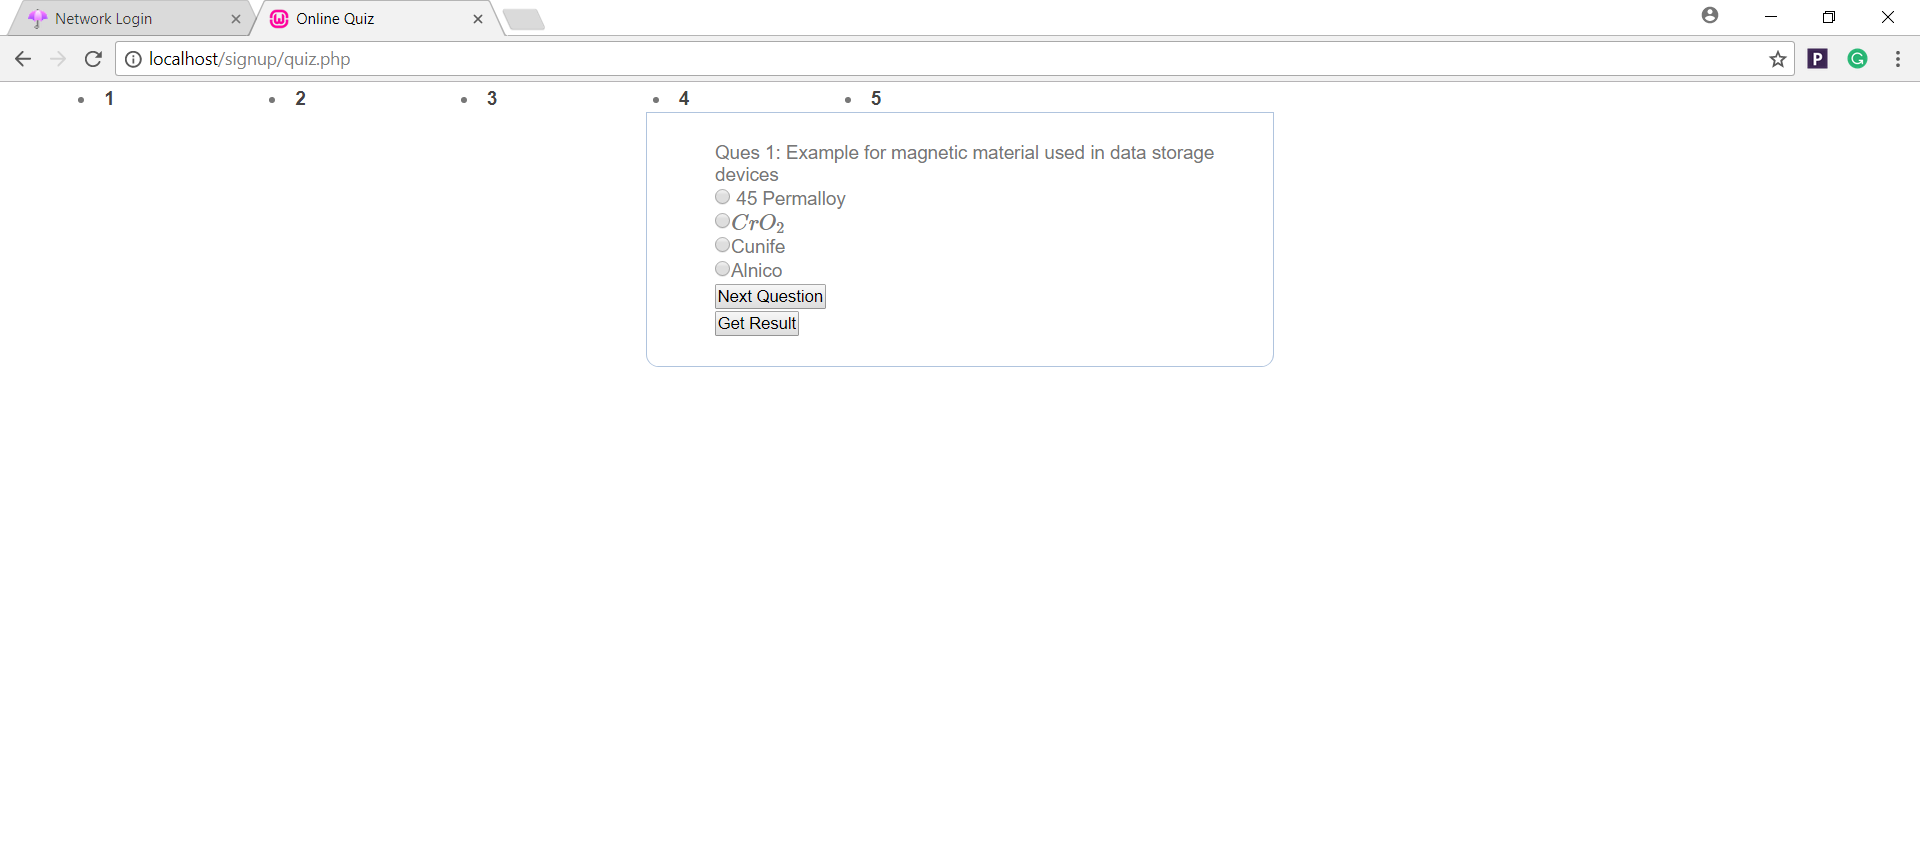 Network Login
Online Quiz
localhost/signup/quiz.php
P
G
1 2 3 4 5
Ques 1: Example for magnetic material used in data storage
devices
45 Permalloy
CrO₂
Cunife
Alnico
Next Question
Get Result